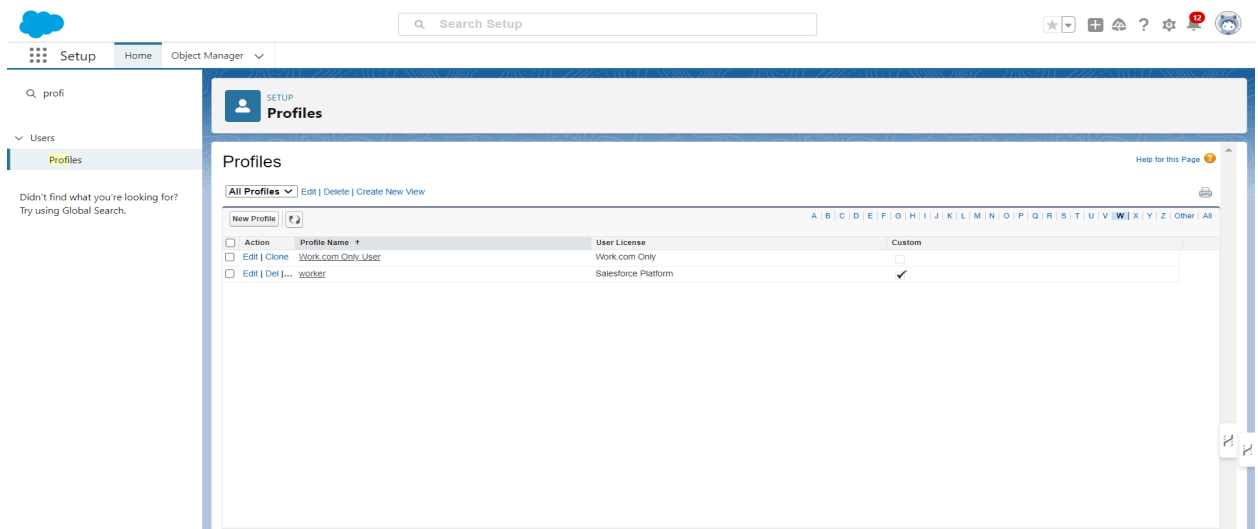 Search Setup
12
Setup Home Object Manager
profi
Users
Profiles
Didn't find what you're looking for?
Try using Global Search.
SETUP
Profiles
Profiles
Help for this Page
All Profiles Edit | Delete | Create New View
New Profile
A | B | C | D | E | F | G | H | I | J | K | L | M | N | O | P | Q | R | S | T | U | V | W | X | Y | Z | Other | All
Action Profile Name User License Custom
Edit | Clone Work.com Only User Work.com Only
Edit | Del |... worker Salesforce Platform